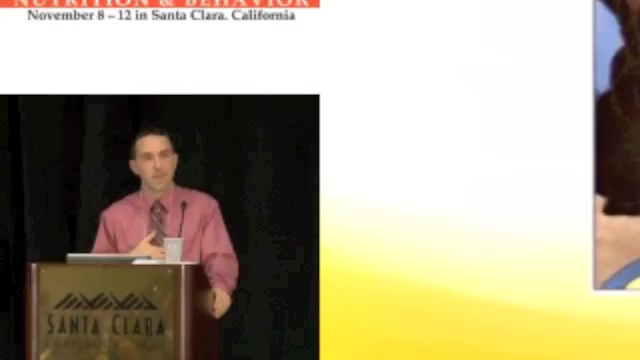 NUTRITION & BEHAVIOR
November 8 – 12 in Santa Clara, California
SANTA CLARA